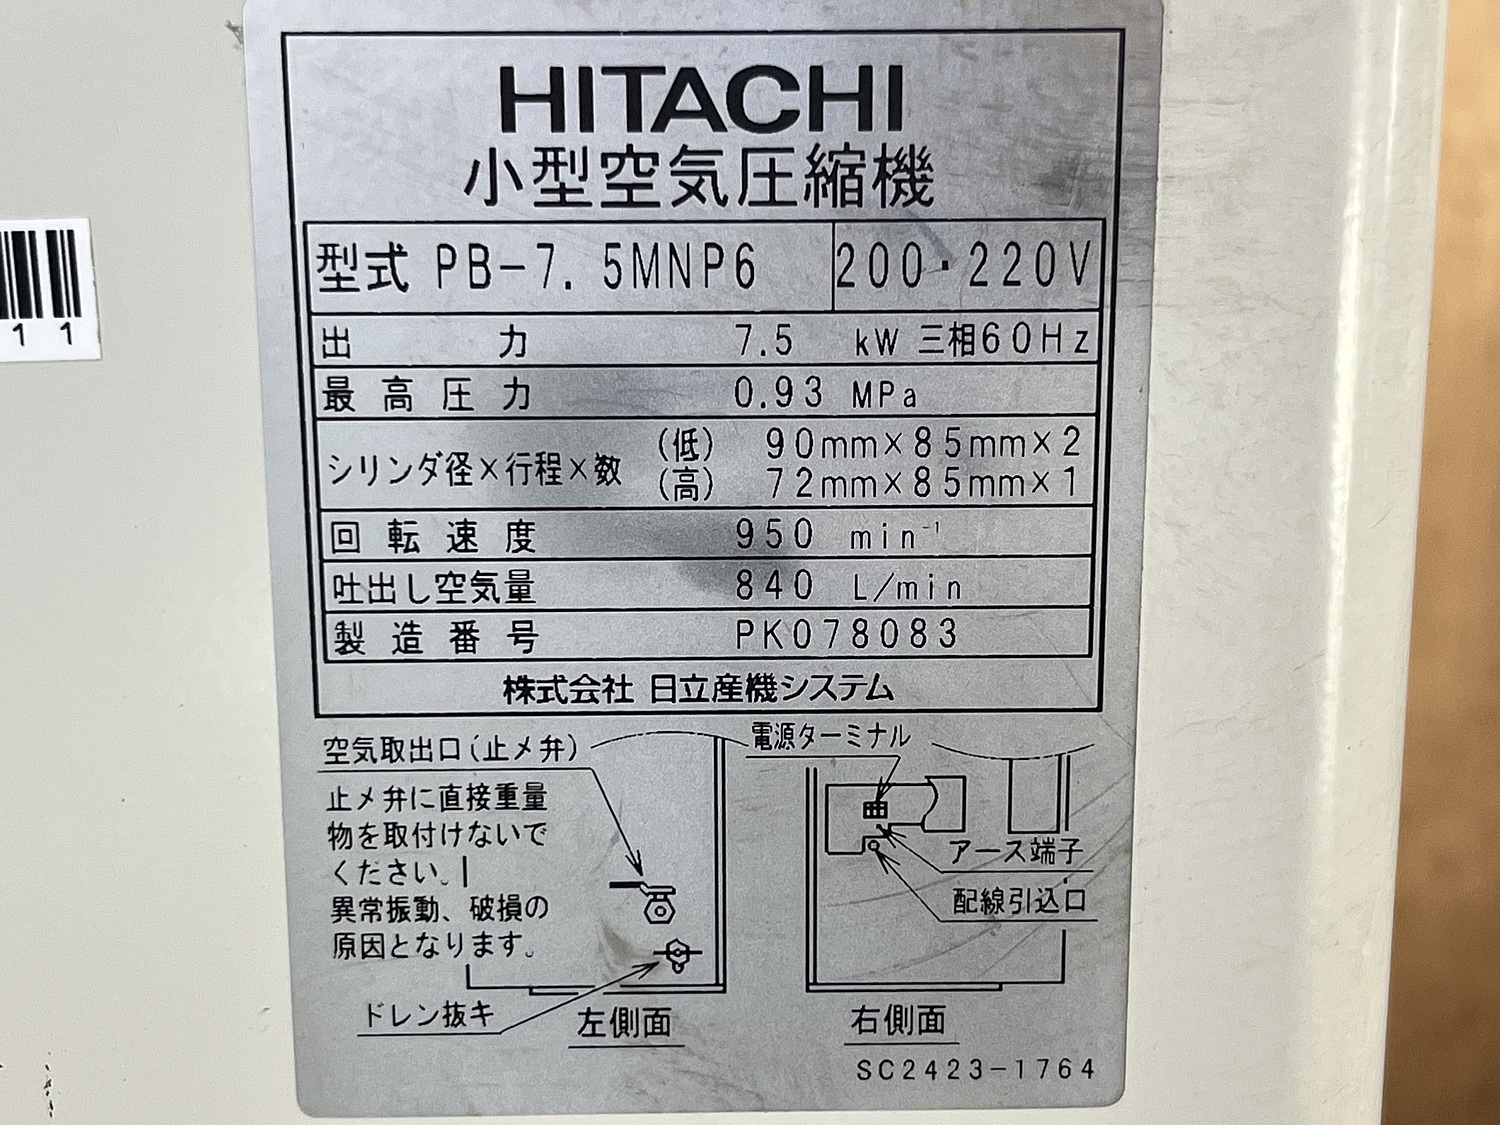 HITACHI
小型空気圧縮機
型式 PB-7.5MNP6 200・220V
出力 7.5 kW 三相60Hz
最高圧力 0.93 MPa
シリンダ径×行程×数 (低) 90mm×85mm×2
(高) 72mm×85mm×1
回転速度 950 min⁻¹
吐出し空気量 840 L/min
製造番号 PK078083
株式会社 日立産機システム
空気取出口(止メ弁)
止メ弁に直接重量
物を取付けないで
ください。
異常振動、破損の
原因となります。
ドレン抜キ
左側面
電源ターミナル
アース端子
配線引込口
右側面
SC2423-1764
11